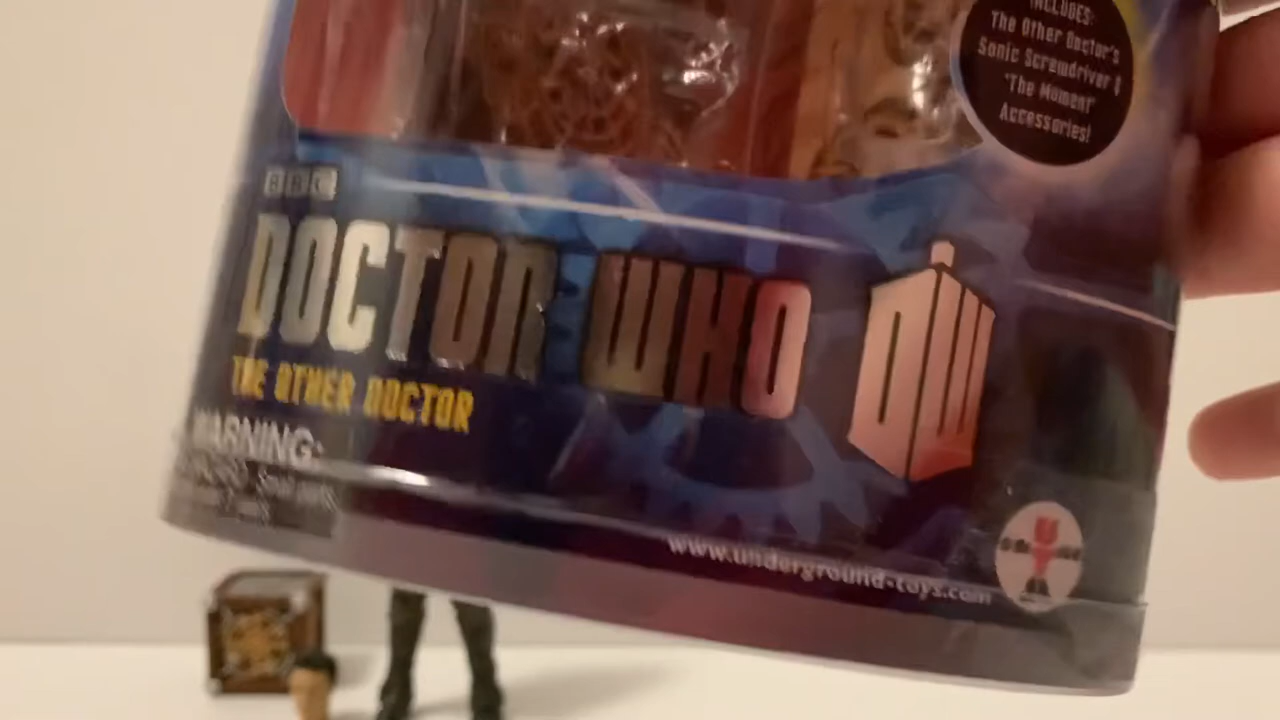 INCLUDES:
The Other Doctor's
Sonic Screwdriver &
'The Moment'
Accessories!
BBC
DOCTOR WHO
DW
THE OTHER DOCTOR
WARNING:
www.underground-toys.com